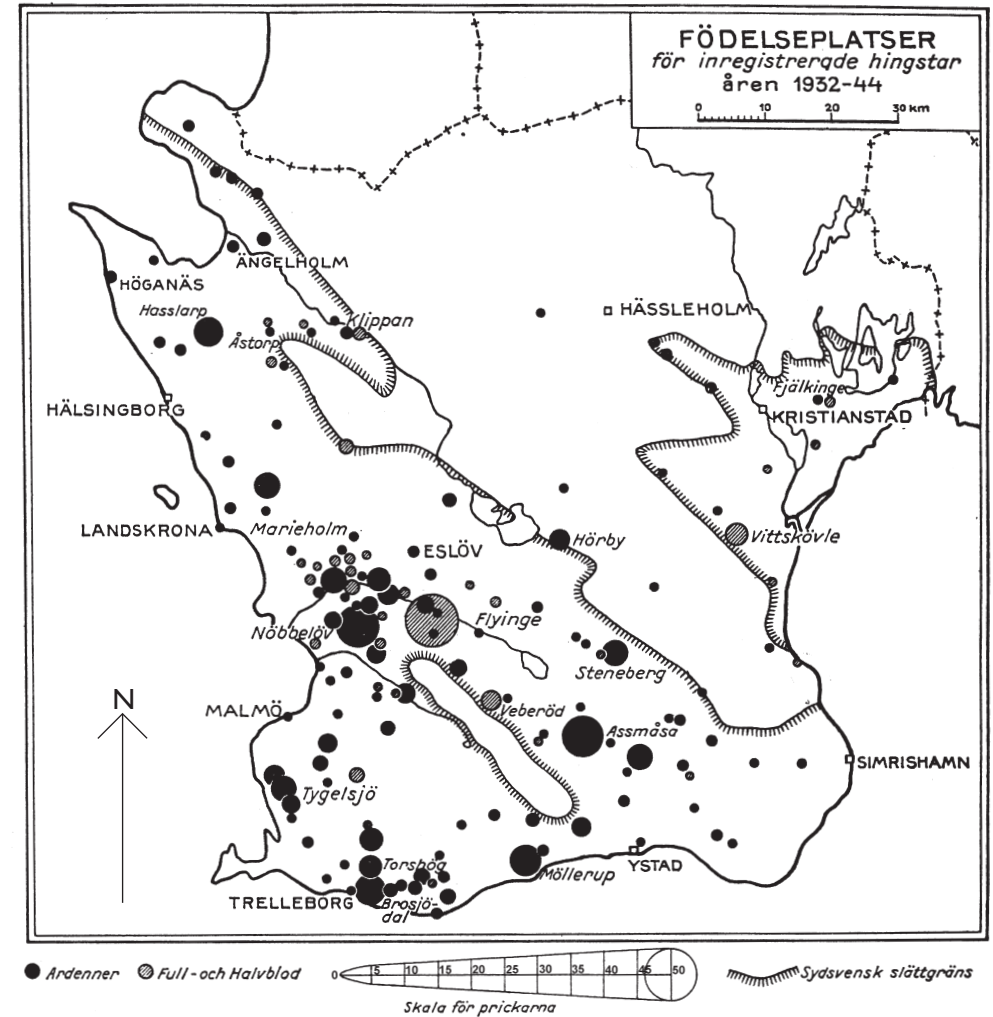 FÖDELSEPLATSER
för inregistrerade hingstar
åren 1932-44
0 10 20 30 KM
ÄNGELHOLM
HÖGANÄS
Hasslarp
Klippan
Åstorp
HÄSSLEHOLM
Fjälkinge
HÄLSINGBORG
KRISTIANSTAD
LANDSKRONA
Marieholm
ESLÖV
Hörby
Vittskövle
Nöbbelöv
Flyinge
Steneberg
MALMÖ
Veberöd
Assmåsa
SIMRISHAMN
N
Tygelsjö
Torshög
Möllerup
YSTAD
TRELLEBORG
Brosjö-
dal
Ardenner
Full-och Halvblod
0 5 10 15 20 25 30 35 40 45 50
Skala för prickarna
Sydsvensk slättgräns